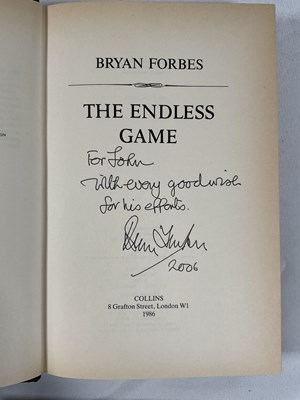 BRYAN FORBES
THE ENDLESS
GAME
For John
With every good wish
for his efforts.
2006
COLLINS
8 Grafton Street, London W1
1986